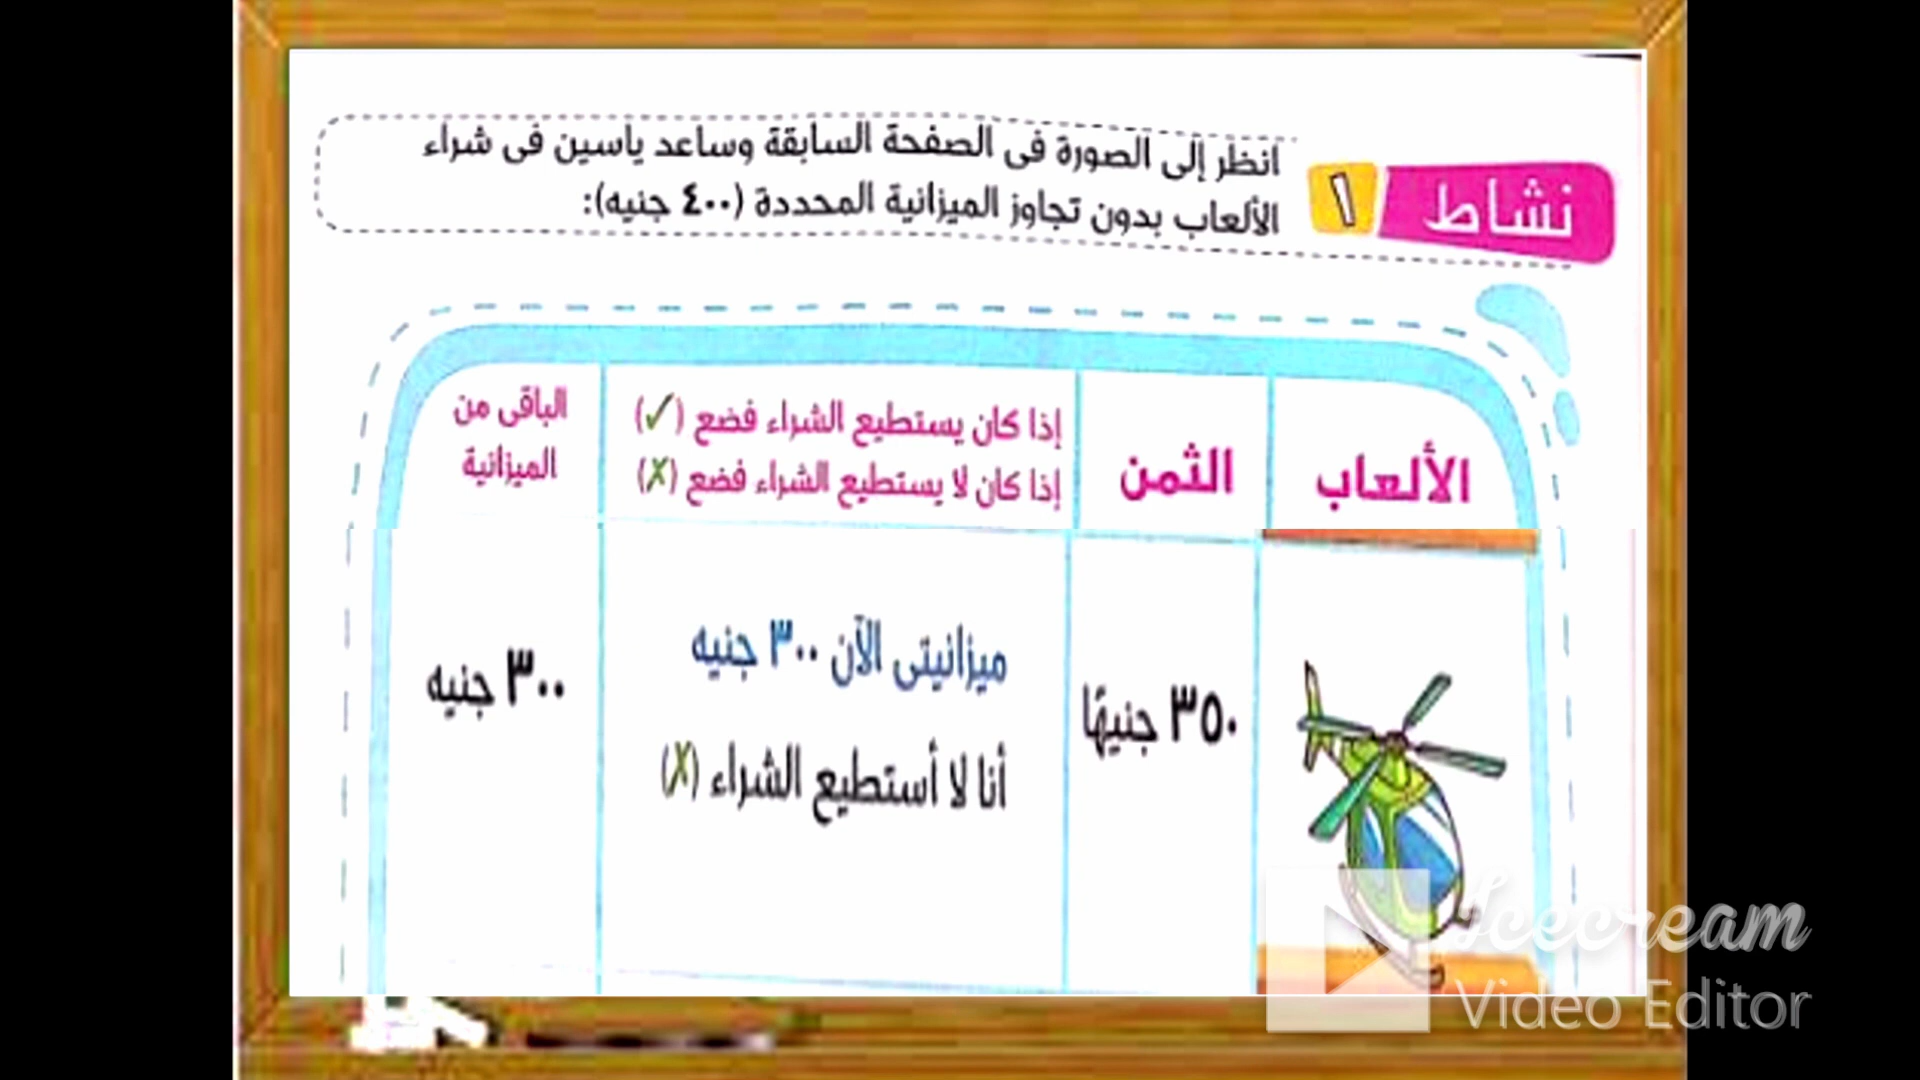 نشاط ١
انظر إلى الصورة فى الصفحة السابقة وساعد ياسين فى شراء
الألعاب بدون تجاوز الميزانية المحددة (٤٠٠ جنيه):
الألعاب
الثمن
إذا كان يستطيع الشراء فضع (✓)
إذا كان لا يستطيع الشراء فضع (✗)
الباقى من
الميزانية
٣٥٠ جنيهًا
ميزانيتى الآن ٣٠٠ جنيه
أنا لا أستطيع الشراء (✗)
٣٠٠ جنيه
Icecream
Video Editor